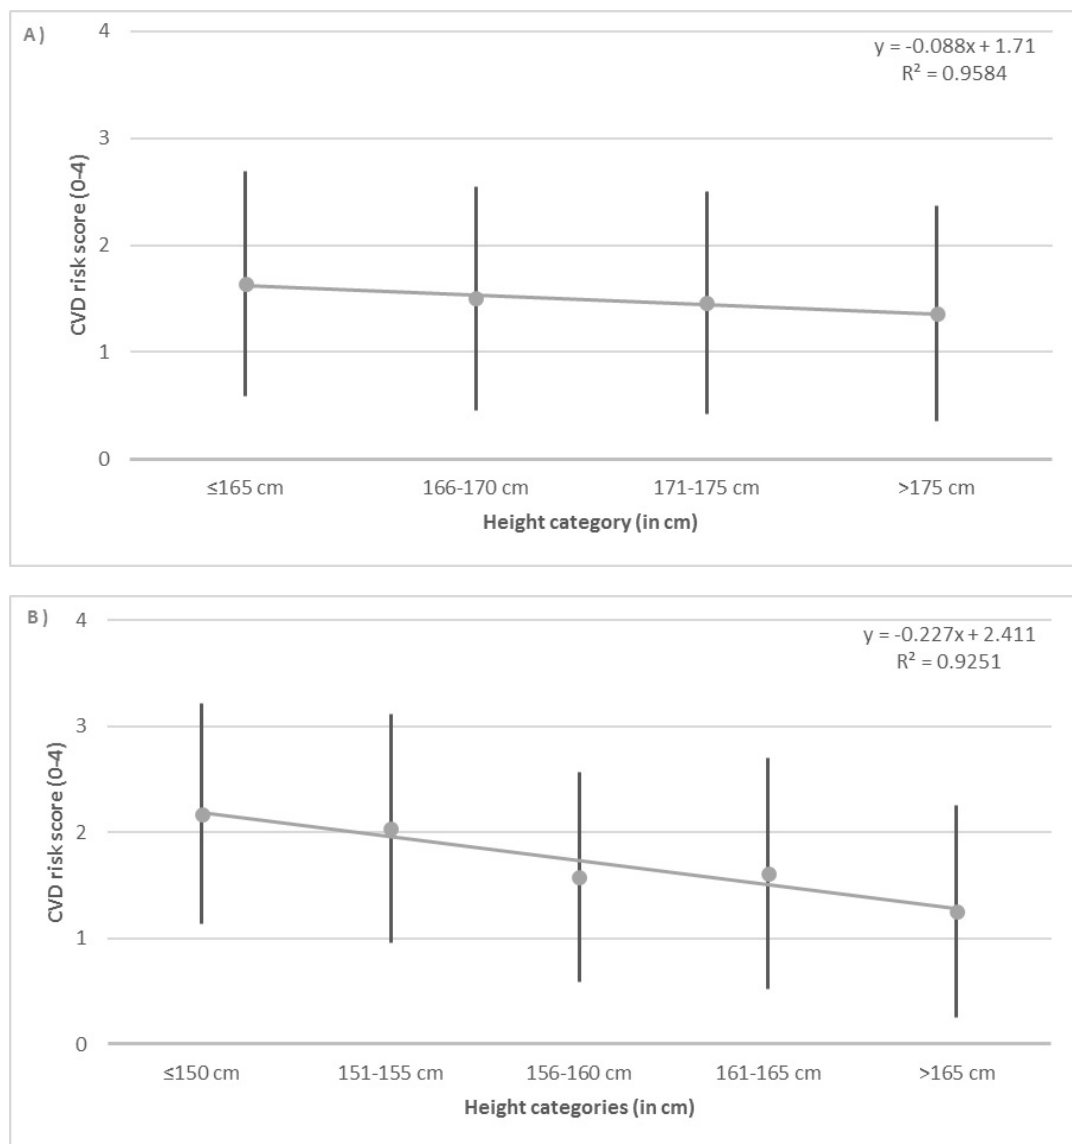 A)
y = -0.088x + 1.71
R² = 0.9584
4
3
2
1
0
CVD risk score (0-4)
≤165 cm 166-170 cm 171-175 cm >175 cm
Height category (in cm)
B)
y = -0.227x + 2.411
R² = 0.9251
4
3
2
1
0
CVD risk score (0-4)
≤150 cm 151-155 cm 156-160 cm 161-165 cm >165 cm
Height categories (in cm)